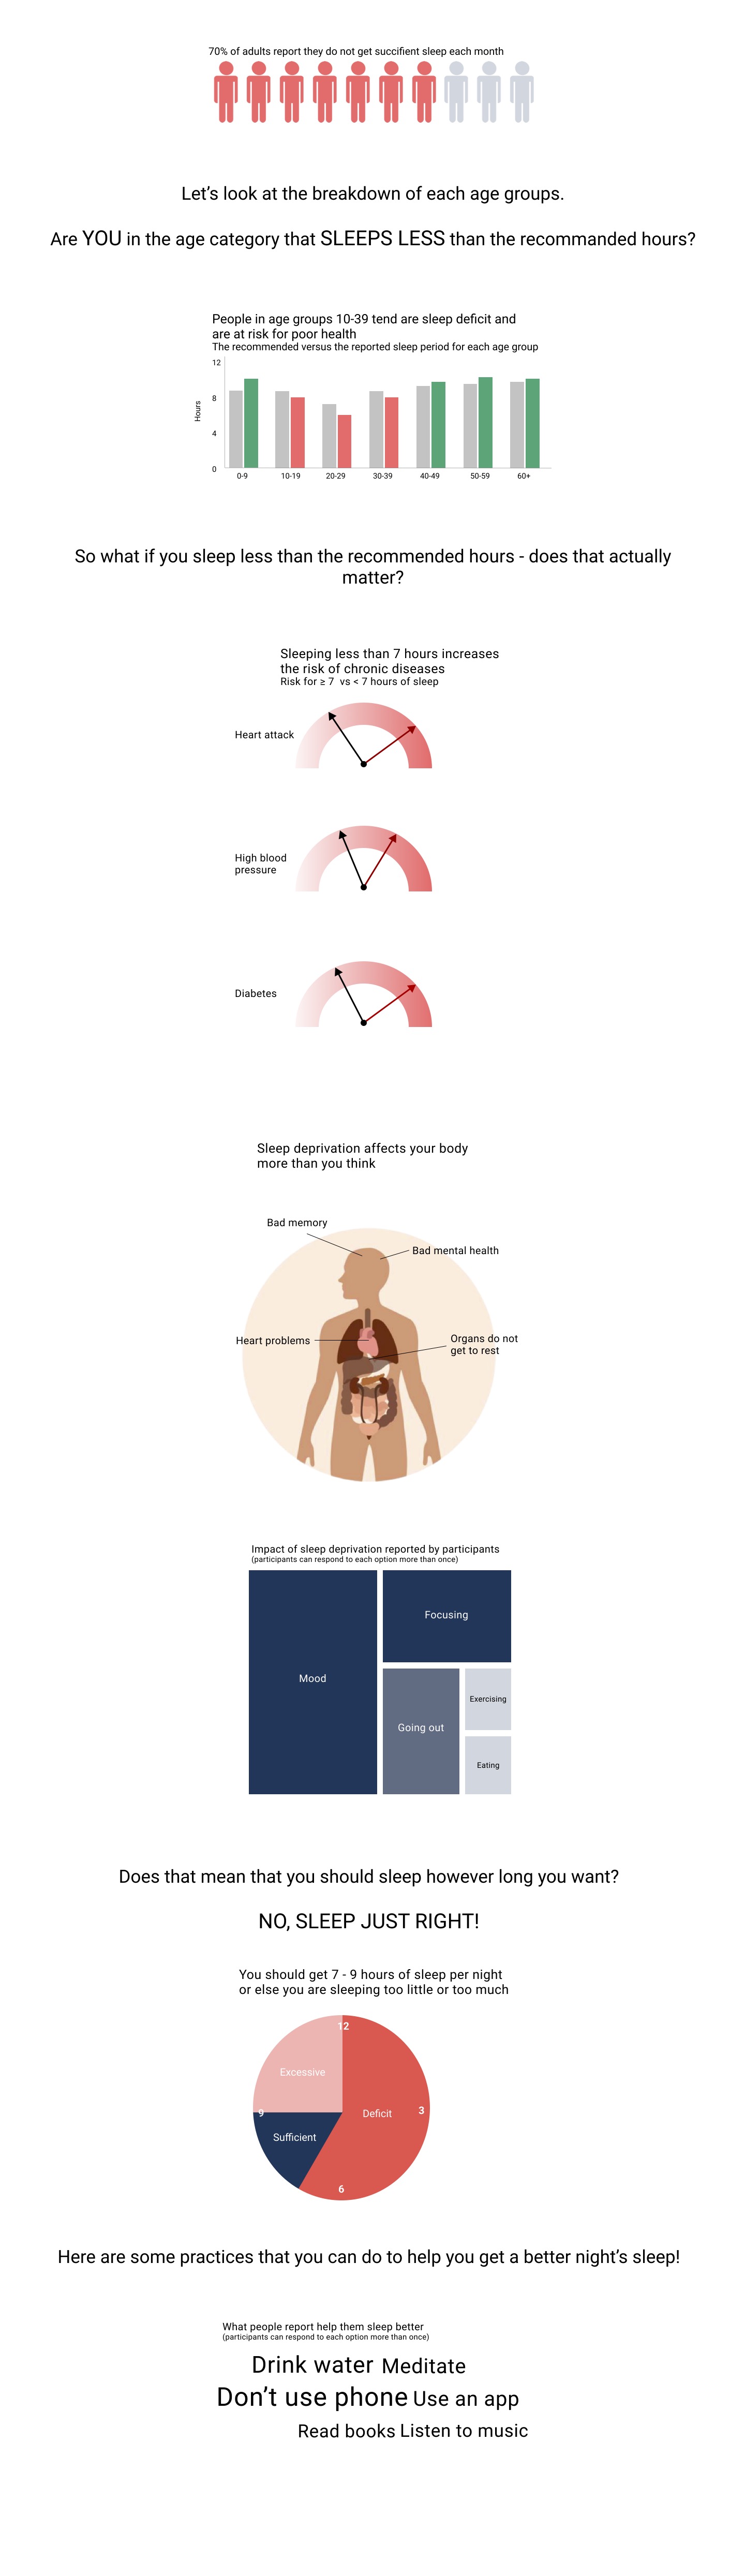 70% of adults report they do not get succifient sleep each month
Let’s look at the breakdown of each age groups.
Are YOU in the age category that SLEEPS LESS than the recommanded hours?
People in age groups 10-39 tend are sleep deficit and
are at risk for poor health
The recommended versus the reported sleep period for each age group
12
8
4
0
Hours
0-9 10-19 20-29 30-39 40-49 50-59 60+
So what if you sleep less than the recommended hours - does that actually
matter?
Sleeping less than 7 hours increases
the risk of chronic diseases
Risk for ≥ 7 vs < 7 hours of sleep
Heart attack
High blood
pressure
Diabetes
Sleep deprivation affects your body
more than you think
Bad memory
Bad mental health
Heart problems
Organs do not
get to rest
Impact of sleep deprivation reported by participants
(participants can respond to each option more than once)
Mood
Focusing
Going out
Exercising
Eating
Does that mean that you should sleep however long you want?
NO, SLEEP JUST RIGHT!
You should get 7 - 9 hours of sleep per night
or else you are sleeping too little or too much
12
Excessive
9
Deficit
3
Sufficient
6
Here are some practices that you can do to help you get a better night’s sleep!
What people report help them sleep better
(participants can respond to each option more than once)
Drink water Meditate
Don’t use phone Use an app
Read books Listen to music